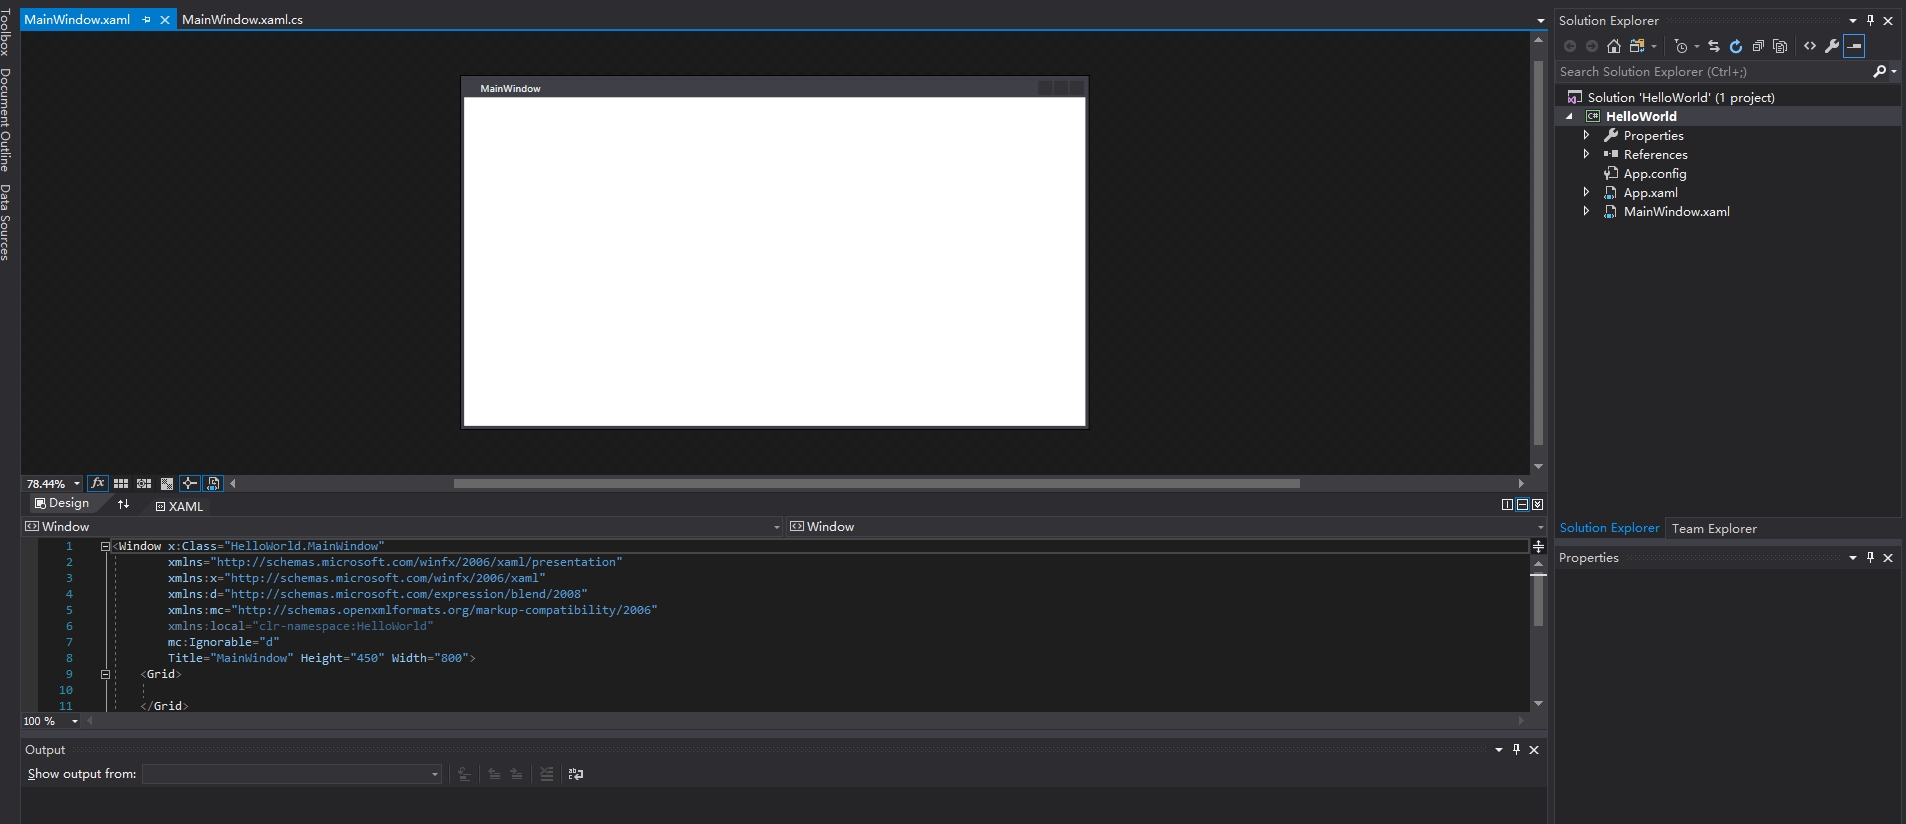 Toolbox
Document Outline
Data Sources
MainWindow.xaml
MainWindow.xaml.cs
MainWindow
78.44%
fx
Design
XAML
Window
Window
1 <Window x:Class="HelloWorld.MainWindow"
2 xmlns="http://schemas.microsoft.com/winfx/2006/xaml/presentation"
3 xmlns:x="http://schemas.microsoft.com/winfx/2006/xaml"
4 xmlns:d="http://schemas.microsoft.com/expression/blend/2008"
5 xmlns:mc="http://schemas.openxmlformats.org/markup-compatibility/2006"
6 xmlns:local="clr-namespace:HelloWorld"
7 mc:Ignorable="d"
8 Title="MainWindow" Height="450" Width="800">
9 <Grid>
10
11 </Grid>
100 %
Output
Show output from:
Solution Explorer
Search Solution Explorer (Ctrl+;)
Solution 'HelloWorld' (1 project)
C# HelloWorld
Properties
References
App.config
App.xaml
MainWindow.xaml
Solution Explorer
Team Explorer
Properties